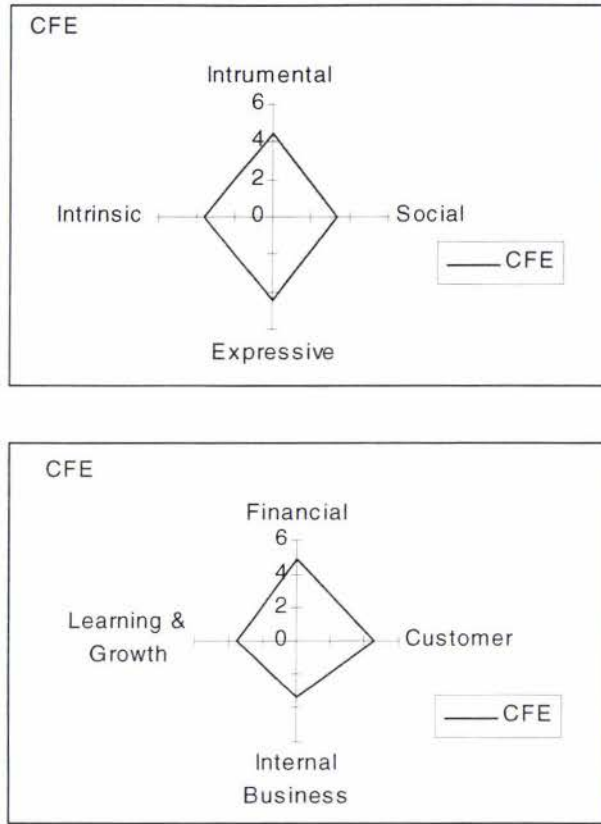 CFE
Intrumental
6
4
2
Intrinsic 0 Social
CFE
Expressive
CFE
Financial
6
4
2
Learning &
Growth
0 Customer
CFE
Internal
Business